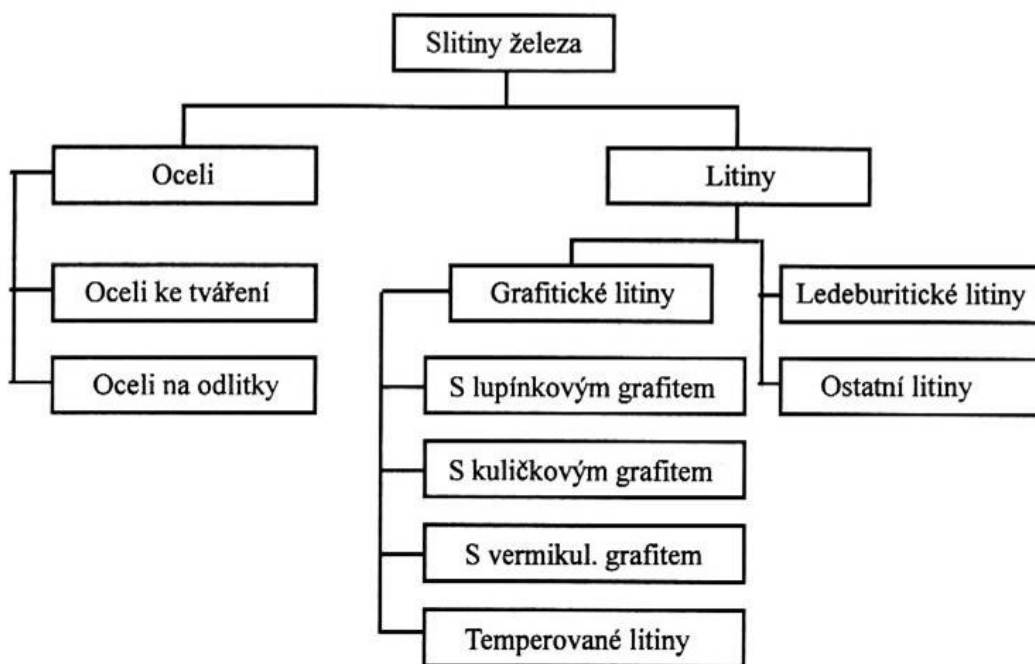 Slitiny železa
Oceli
Litiny
Oceli ke tváření
Grafitické litiny
Ledeburitické litiny
Oceli na odlitky
S lupínkovým grafitem
Ostatní litiny
S kuličkovým grafitem
S vermikul. grafitem
Temperované litiny